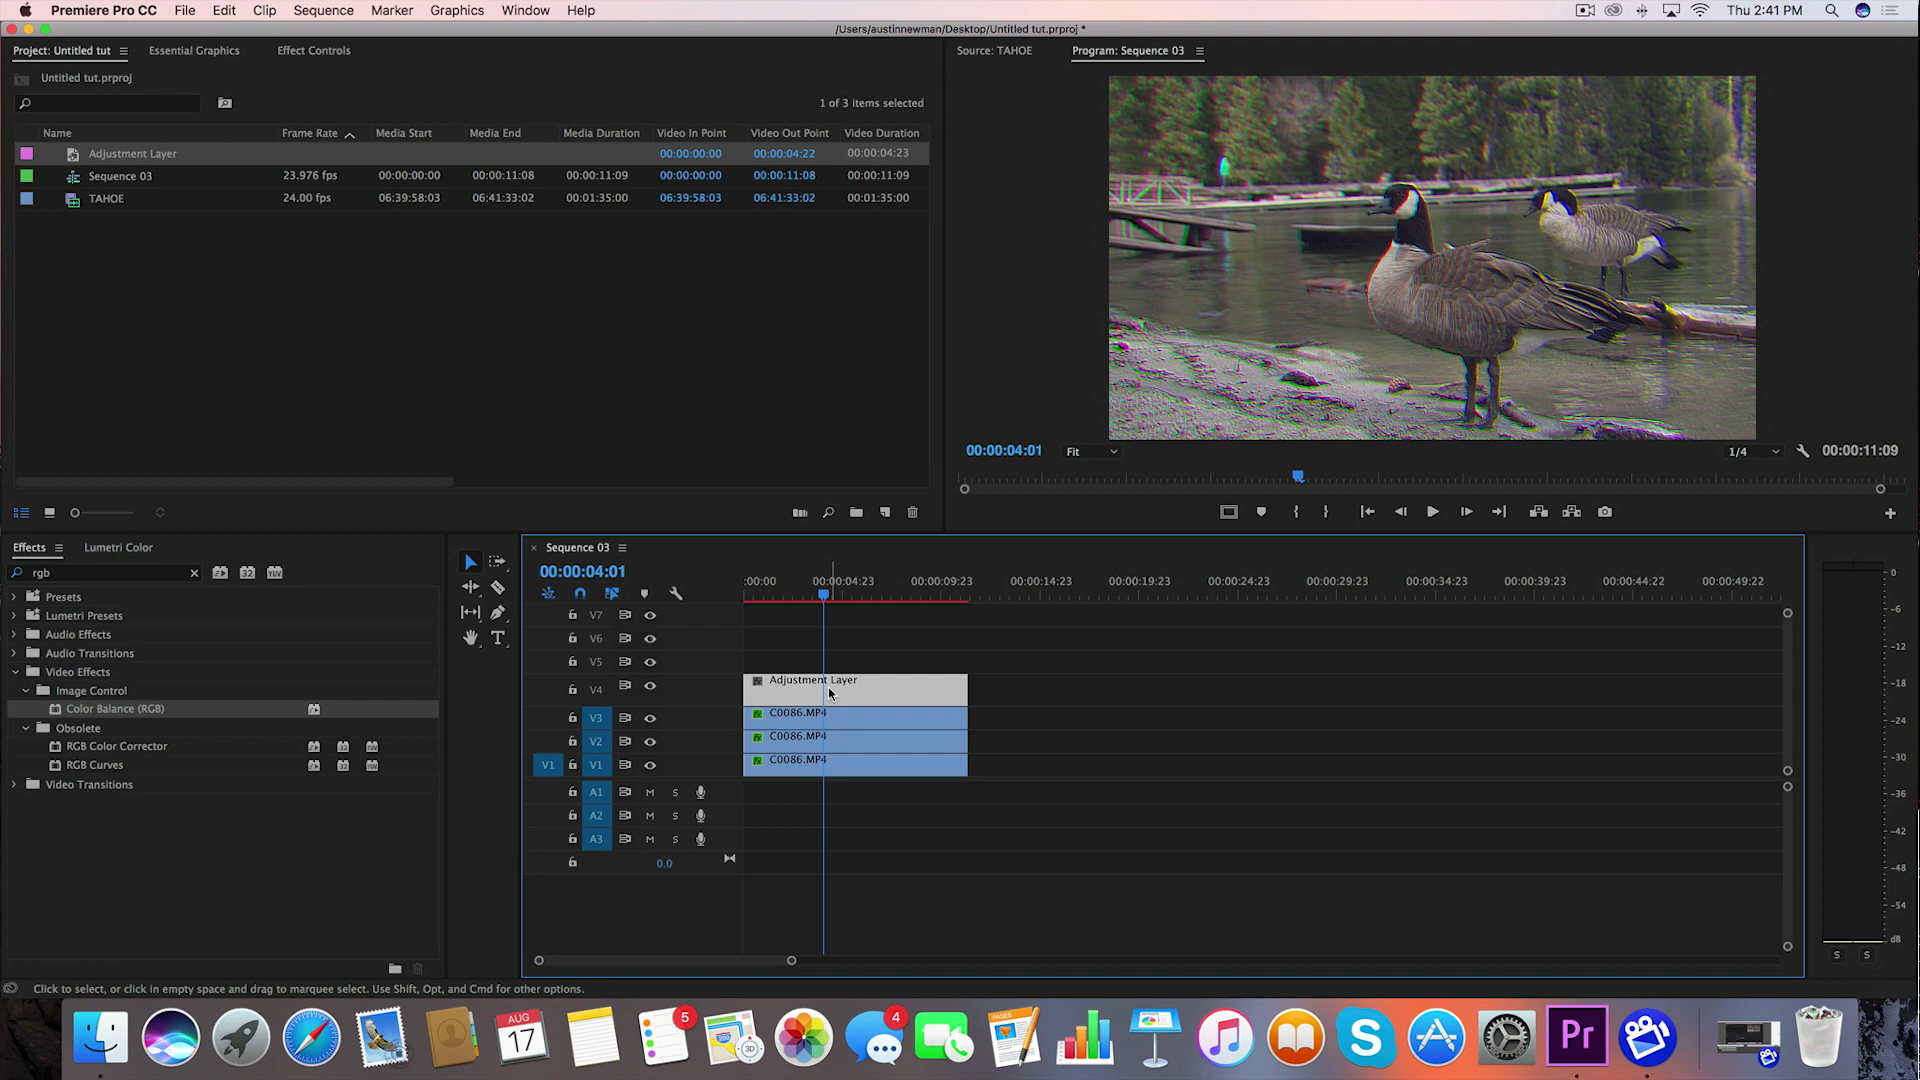 Premiere Pro CC File Edit Clip Sequence Marker Graphics Window Help Thu 2:41 PM
/Users/austinnewman/Desktop/Untitled tut.prproj *
Project: Untitled tut Essential Graphics Effect Controls Source: TAHOE Program: Sequence 03
Untitled tut.prproj
1 of 3 items selected
Name Frame Rate Media Start Media End Media Duration Video In Point Video Out Point Video Duration
Adjustment Layer 00:00:00:00 00:00:04:22 00:00:04:23
Sequence 03 23.976 fps 00:00:00:00 00:00:11:08 00:00:11:09 00:00:00:00 00:00:11:08 00:00:11:09
TAHOE 24.00 fps 06:39:58:03 06:41:33:02 00:01:35:00 06:39:58:03 06:41:33:02 00:01:35:00
00:00:04:01 Fit 1/4 00:00:11:09
Effects Lumetri Color
rgb
Presets
Lumetri Presets
Audio Effects
Audio Transitions
Video Effects
Image Control
Color Balance (RGB)
Obsolete
RGB Color Corrector
RGB Curves
Video Transitions
Sequence 03
00:00:04:01
:00:00 00:00:04:23 00:00:09:23 00:00:14:23 00:00:19:23 00:00:24:23 00:00:29:23 00:00:34:23 00:00:39:23 00:00:44:22 00:00:49:22
V7
V6
V5
V4 Adjustment Layer
V3 C0086.MP4
V2 C0086.MP4
V1 V1 C0086.MP4
A1 M S
A2 M S
A3 M S
0.0
0
-6
-12
-18
-24
-30
-36
-42
-48
-54
dB
S S
Click to select, or click in empty space and drag to marquee select. Use Shift, Opt, and Cmd for other options.
AUG
17
5
3D
4
S
Pr